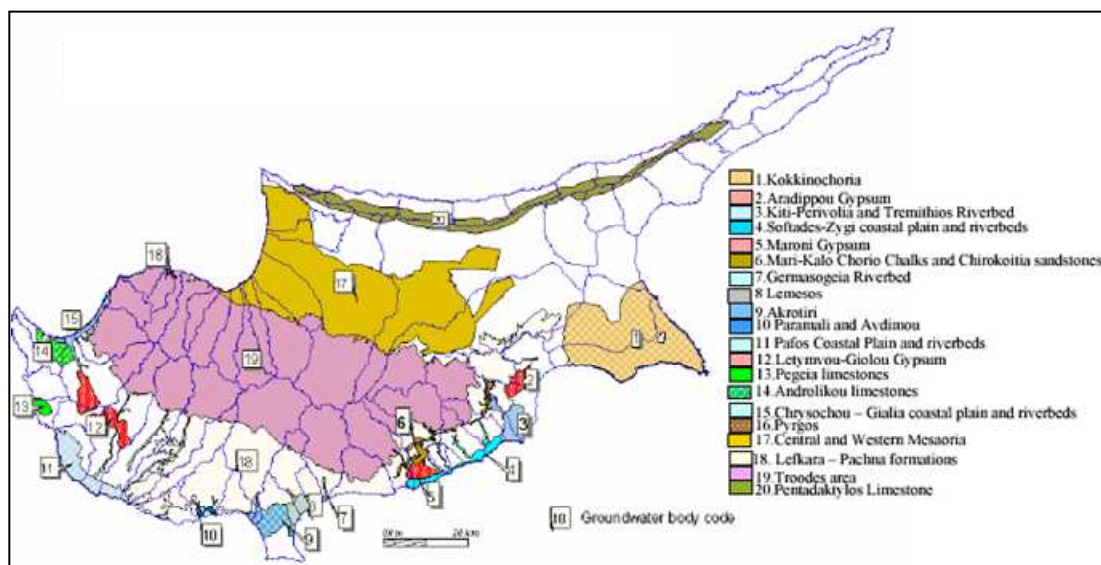 20
18
17
15
14
19
13
12
11
18
10
9
7
6
5
4
3
2
1
1.Kokkinochoria
2.Aradippou Gypsum
3.Kiti-Perivolia and Tremithios Riverbed
4.Softades-Zygi coastal plain and riverbeds
5.Maroni Gypsum
6.Mari-Kalo Chorio Chalks and Chirokoitia sandstones
7.Germasogeia Riverbed
8 Lemesos
9.Akrotiri
10 Paramali and Avdimou
11 Pafos Coastal Plain and riverbeds
12.Letymvou-Giolou Gypsum
13.Pegeia limestones
14.Androlikou limestones
15.Chrysochou – Gialia coastal plain and riverbeds
16.Pyrgos
17.Central and Western Mesaoria
18. Lefkara – Pachna formations
19.Troodes area
20.Pentadaktylos Limestone
20 km
18 Groundwater body code